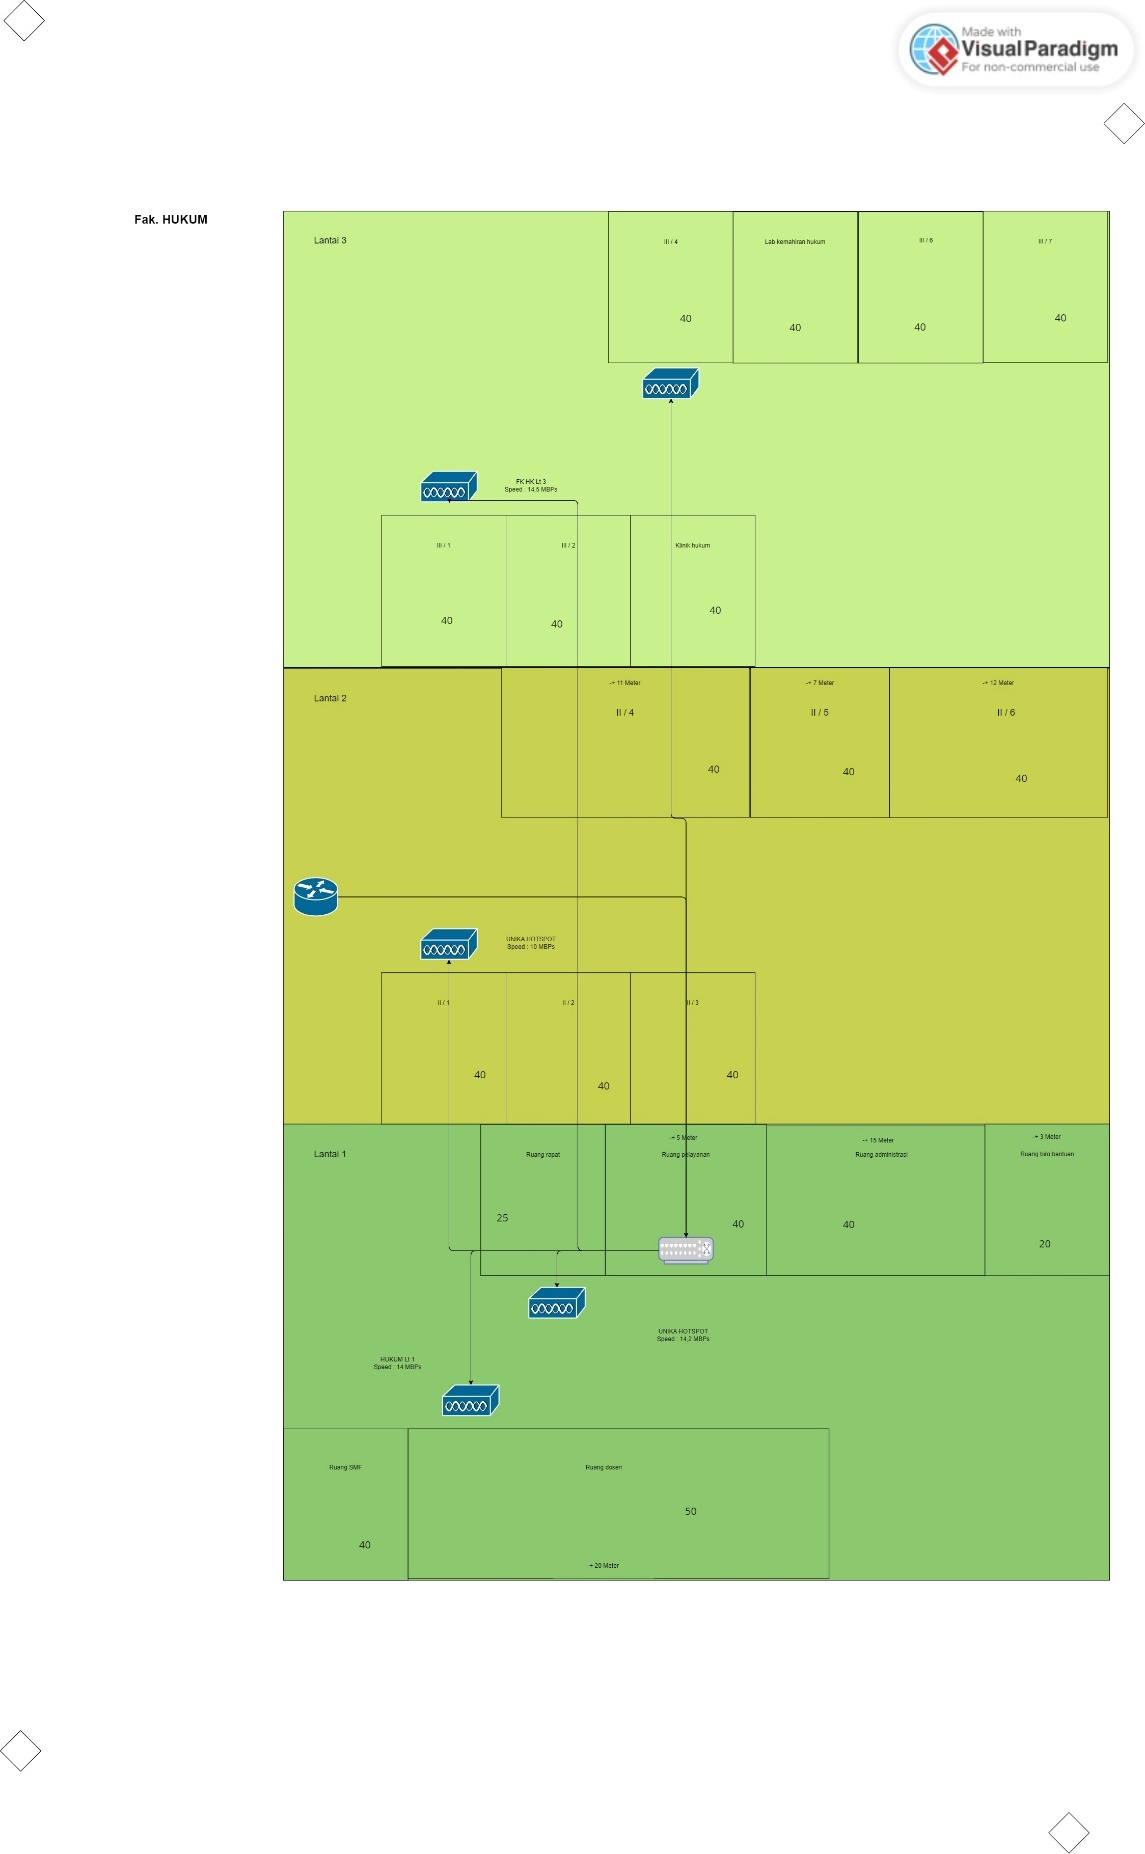 Made with
Visual Paradigm
For non-commercial use
Fak. HUKUM
Lantai 3
III / 4
Lab kemahiran hukum
III / 6
III / 7
40
40
40
40
FK HK Lt 3
Speed : 14,5 MBPs
III / 1
III / 2
Klinik hukum
40
40
40
Lantai 2
-+ 11 Meter
-+ 7 Meter
-+ 12 Meter
II / 4
II / 5
II / 6
40
40
40
UNIKA HOTSPOT
Speed : 10 MBPs
II / 1
II / 2
II / 3
40
40
40
Lantai 1
-+ 5 Meter
-+ 15 Meter
-+ 3 Meter
Ruang rapat
Ruang pelayanan
Ruang administrasi
Ruang biro bantuan
25
40
40
20
UNIKA HOTSPOT
Speed : 14,2 MBPs
HUKUM Lt 1
Speed : 14 MBPs
Ruang SMF
Ruang dosen
50
40
+ 20 Meter